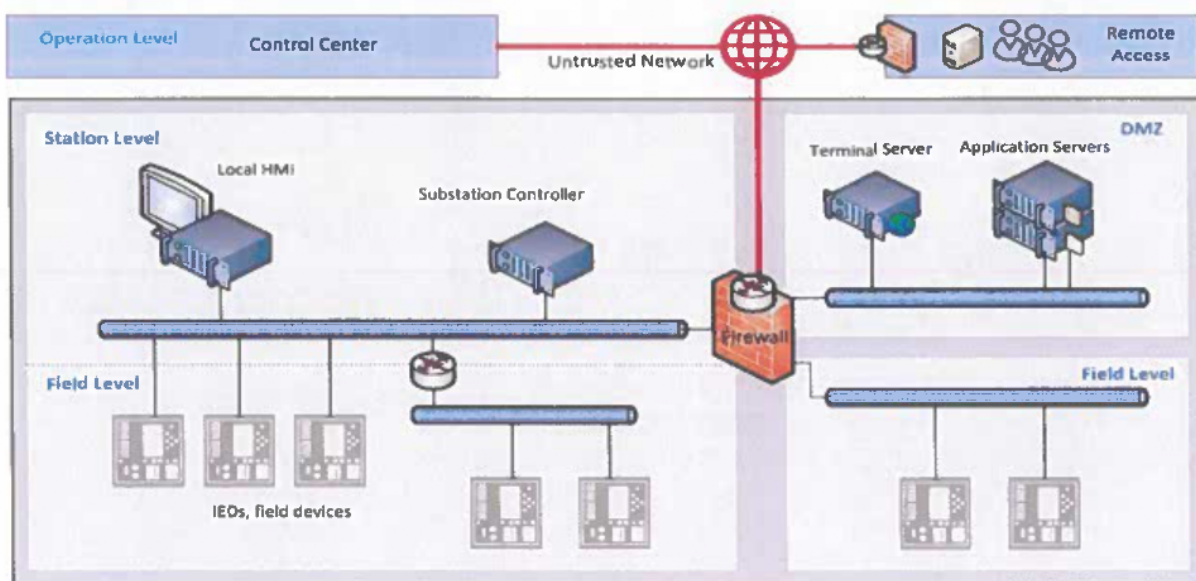 Operation Level
Control Center
Untrusted Network
Remote
Access
Station Level
Local HMI
Substation Controller
DMZ
Terminal Server
Application Servers
Firewall
Field Level
IEOs, field devices
Field Level